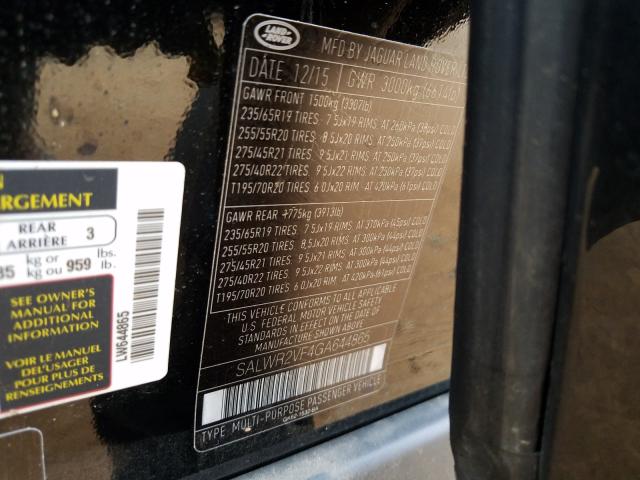 LAND ROVER
MFD BY JAGUAR LAND ROVER
DATE 12/15 GWR 3000kg (6614lb)
GAWR FRONT 1500kg (3307lb)
235/65R19 TIRES - 7.5Jx19 RIMS AT 260kPa (38psi) COLD
255/55R20 TIRES - 8.5Jx20 RIMS AT 250kPa (37psi) COLD
275/45R21 TIRES - 9.5Jx21 RIMS AT 250kPa (37psi) COLD
275/40R22 TIRES - 9.5Jx22 RIMS AT 250kPa (37psi) COLD
T195/70R20 TIRES - 6.0Jx20 RIM - AT 420kPa (61psi) COLD
GAWR REAR 1775kg (3913lb)
235/65R19 TIRES 7.5Jx19 RIMS AT 310kPa (45psi) COLD
255/55R20 TIRES - 8.5Jx20 RIMS AT 300kPa (44psi) COLD
275/45R21 TIRES - 9.5Jx21 RIMS AT 300kPa (44psi) COLD
275/40R22 TIRES - 9.5Jx22 RIMS AT 300kPa (44psi) COLD
T195/70R20 TIRES - 6.0Jx20 RIM AT 420kPa (61psi) COLD
THIS VEHICLE CONFORMS TO ALL APPLICABLE
U.S. FEDERAL MOTOR VEHICLE SAFETY
STANDARDS IN EFFECT ON THE DATE OF
MANUFACTURE SHOWN ABOVE.
SALWR2VF4GA644865
TYPE: MULTI-PURPOSE PASSENGER VEHICLE
N
ARGEMENT
REAR
ARRIÈRE 3
85 kg or
kg ou 959 lbs.
lb.
SEE OWNER'S
MANUAL FOR
ADDITIONAL
INFORMATION
VOIR LE MANUEL
DEL'USAGER
POUR PLUS DE
RENSEIGNEMENTS
LW644865